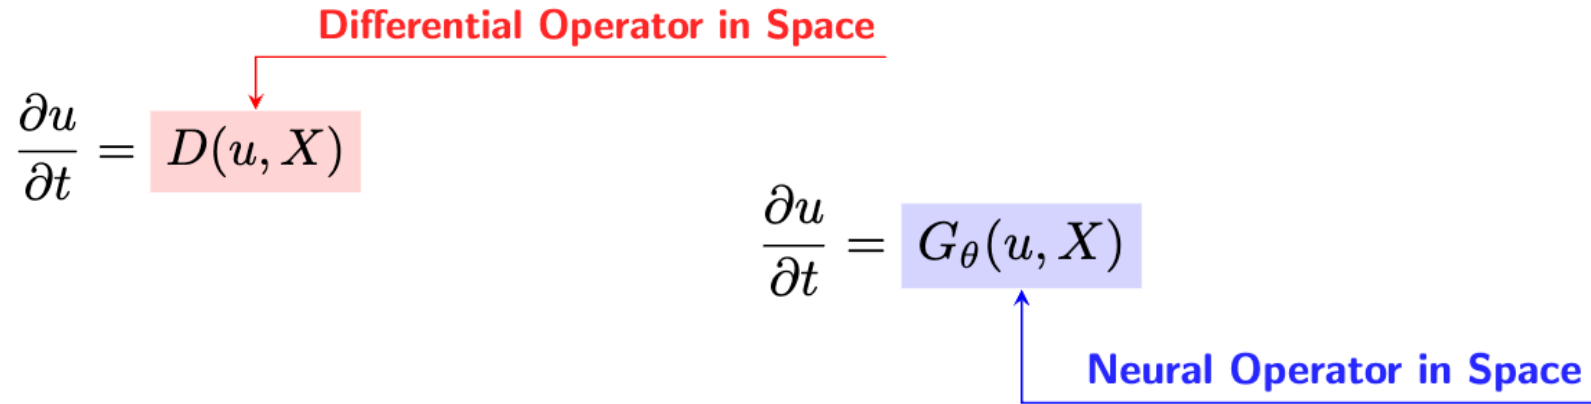 Differential Operator in Space
∂u/∂t = D(u, X)
∂u/∂t = G_θ(u, X)
Neural Operator in Space